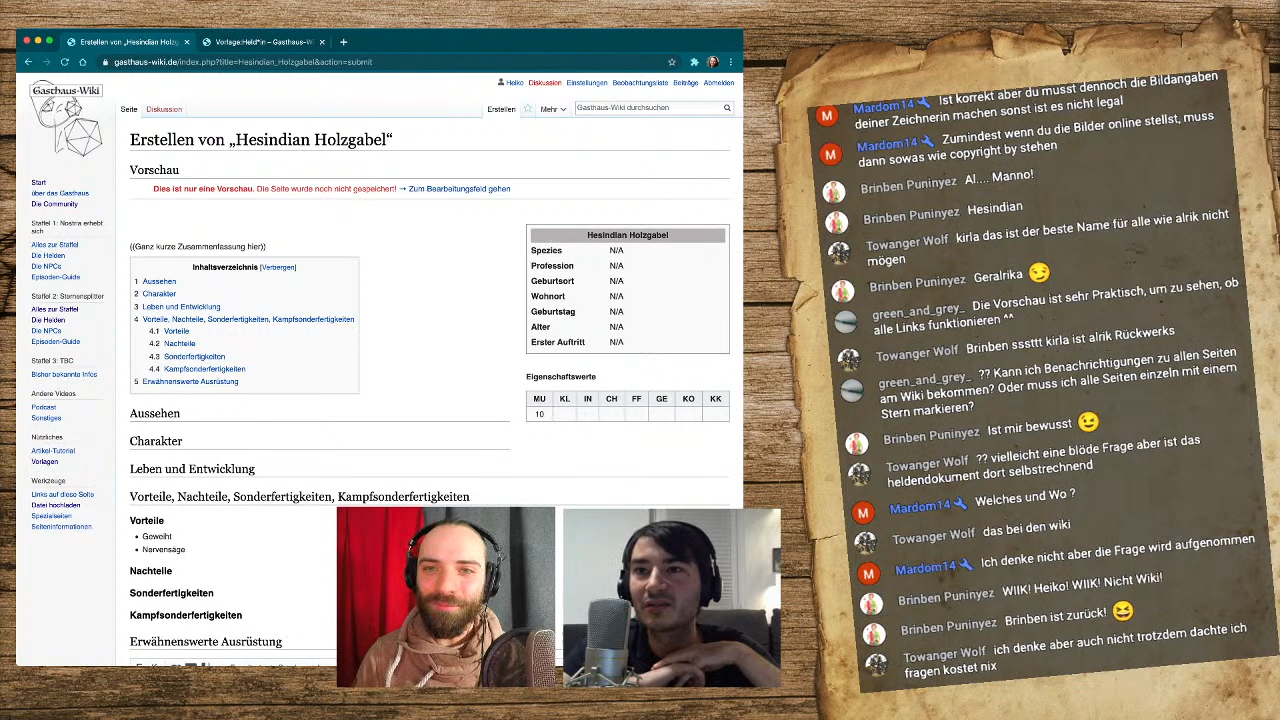 Erstellen von „Hesindian Holzg
Vorlage:Held*in – Gasthaus-W
gasthaus-wiki.de/index.php?title=Hesindian_Holzgabel&action=submit
Heiko Diskussion Einstellungen Beobachtungsliste Beiträge Abmelden
Gasthaus-Wiki
Seite Diskussion
Erstellen Mehr Gasthaus-Wiki durchsuchen
Start
über das Gasthaus
Die Community
Staffel 1: Nostria erhebt
sich
Alles zur Staffel
Die Helden
Die NPCs
Episoden-Guide
Staffel 2: Sternensplitter
Alles zur Staffel
Die Helden
Die NPCs
Episoden-Guide
Staffel 3: TBC
Bisher bekannte Infos
Andere Videos
Podcast
Sonstiges
Nützliches
Artikel-Tutorial
Vorlagen
Werkzeuge
Links auf diese Seite
Datei hochladen
Spezialseiten
Seiteninformationen
Erstellen von „Hesindian Holzgabel“
Vorschau
Dies ist nur eine Vorschau. Die Seite wurde noch nicht gespeichert! → Zum Bearbeitungsfeld gehen
((Ganz kurze Zusammenfassung hier))
Inhaltsverzeichnis [Verbergen]
1 Aussehen
2 Charakter
3 Leben und Entwicklung
4 Vorteile, Nachteile, Sonderfertigkeiten, Kampfsonderfertigkeiten
4.1 Vorteile
4.2 Nachteile
4.3 Sonderfertigkeiten
4.4 Kampfsonderfertigkeiten
5 Erwähnenswerte Ausrüstung
Hesindian Holzgabel
Spezies N/A
Profession N/A
Geburtsort N/A
Wohnort N/A
Geburtstag N/A
Alter N/A
Erster Auftritt N/A
Eigenschaftswerte
MU KL IN CH FF GE KO KK
10
Aussehen
Charakter
Leben und Entwicklung
Vorteile, Nachteile, Sonderfertigkeiten, Kampfsonderfertigkeiten
Vorteile
• Geweiht
• Nervensäge
Nachteile
Sonderfertigkeiten
Kampfsonderfertigkeiten
Erwähnenswerte Ausrüstung
M Mardom14 Ist korrekt aber du musst dennoch die Bildangaben
deiner Zeichnerin machen sonst ist es nicht legal
M Mardom14 Zumindest wenn du die Bilder online stellst, muss
dann sowas wie copyright by stehen
Brinben Puninyez Al.... Manno!
Brinben Puninyez Hesindian
Towanger Wolf kirla das ist der beste Name für alle wie alrik nicht
mögen
Brinben Puninyez Geralrika 😏
green_and_grey_ Die Vorschau ist sehr Praktisch, um zu sehen, ob
alle Links funktionieren ^^
Towanger Wolf Brinben sssttt kirla ist alrik Rückwerks
green_and_grey_ ?? Kann ich Benachrichtigungen zu allen Seiten
am Wiki bekommen? Oder muss ich alle Seiten einzeln mit einem
Stern markieren?
Brinben Puninyez Ist mir bewusst 😉
Towanger Wolf ?? vielleicht eine blöde Frage aber ist das
heldendokument dort selbstrechnend
M Mardom14 Welches und Wo ?
Towanger Wolf das bei den wiki
M Mardom14 Ich denke nicht aber die Frage wird aufgenommen
Brinben Puninyez WIIK! Heiko! WIIK! Nicht Wiki!
Brinben Puninyez Brinben ist zurück! 😆
Towanger Wolf ich denke aber auch nicht trotzdem dachte ich
fragen kostet nix